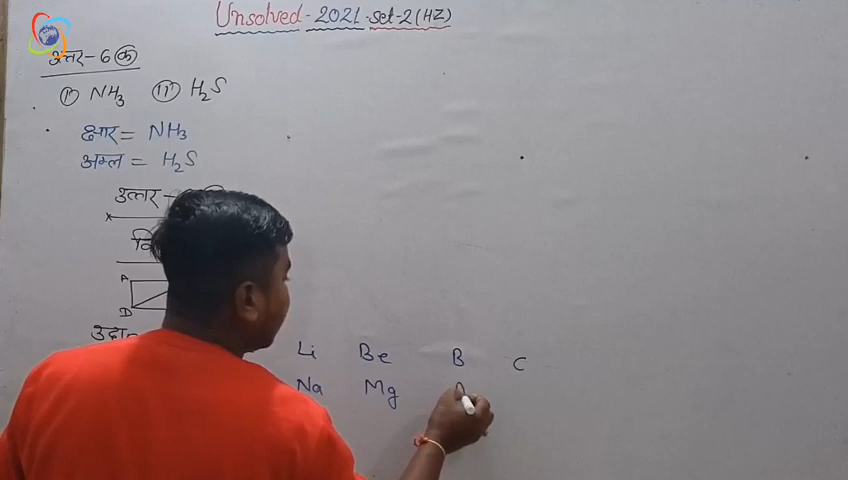 Unsolved-2021-set-2(HZ)
उत्तर-6(क)
(i) NH3 (ii) H2S
क्षार = NH3
अम्ल = H2S
उत्तर-
वि
A
D
उदा
Li Be B C
Na Mg